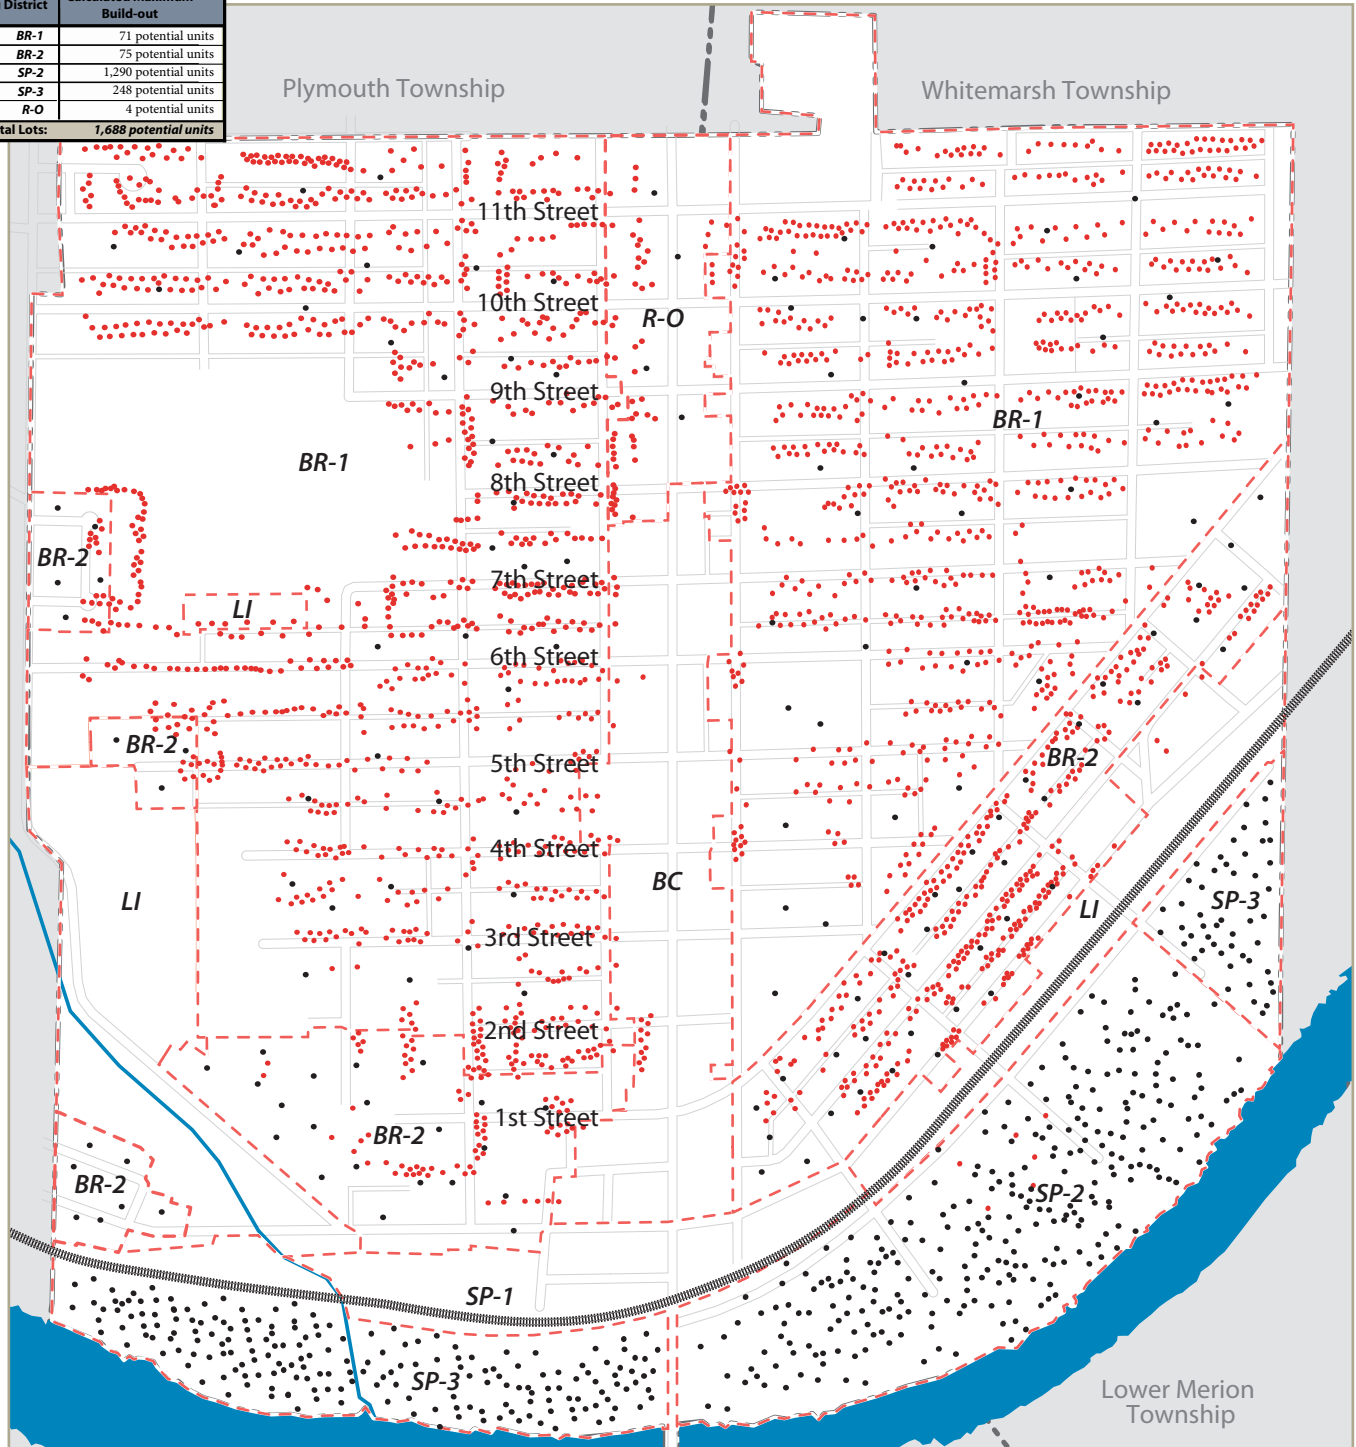 District
Build-out
BR-1 71 potential units
BR-2 75 potential units
SP-2 1,290 potential units
SP-3 248 potential units
R-O 4 potential units
Lots: 1,688 potential units
Plymouth Township
Whitemarsh Township
11th Street
10th Street
R-O
9th Street
BR-1
BR-1
8th Street
BR-2
7th Street
LI
6th Street
BR-2
5th Street
BR-2
4th Street
BC
LI
SP-3
LI
3rd Street
2nd Street
1st Street
BR-2
BR-2
SP-2
SP-1
SP-3
Lower Merion
Township